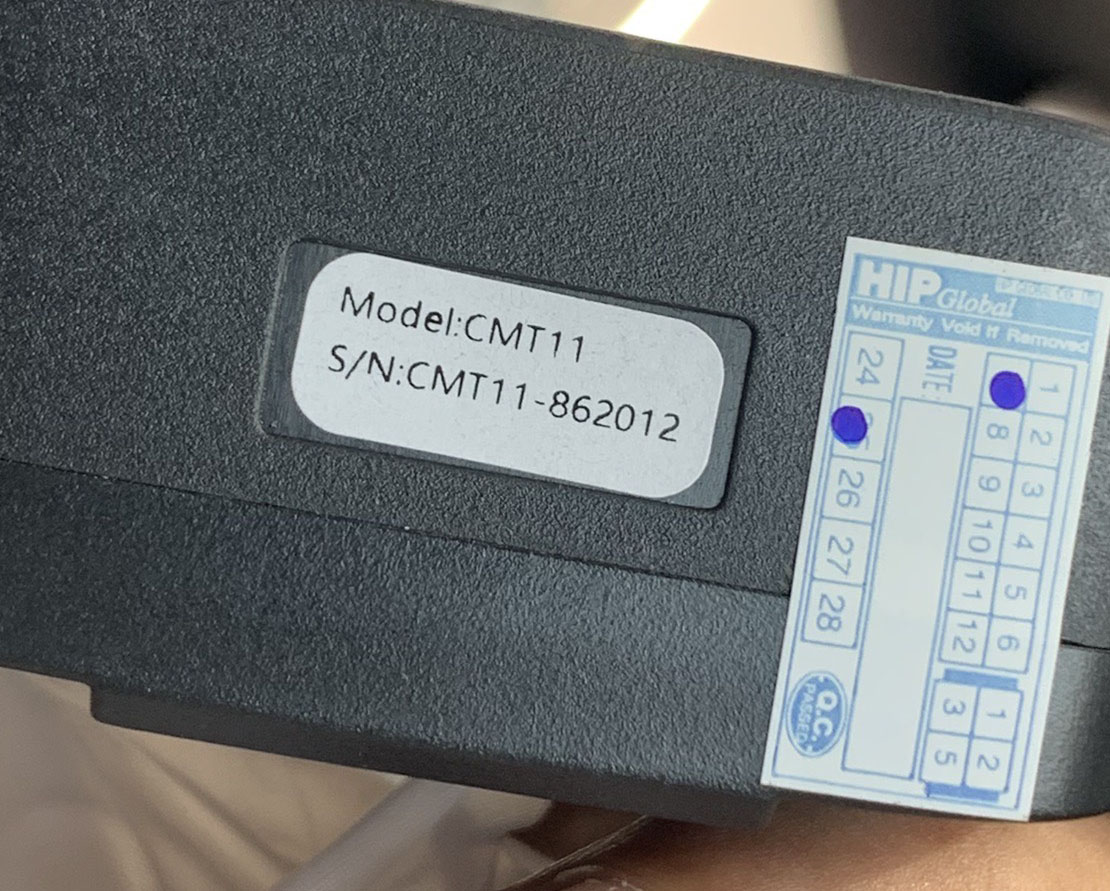 Model:CMT11
S/N:CMT11-862012
HIP Global
Warranty Void If Removed
1 2 3 4 5 6
8 9 10 11 12
DATE:
24 26 27 28
1 2
3 5
Q.C.
PASSED